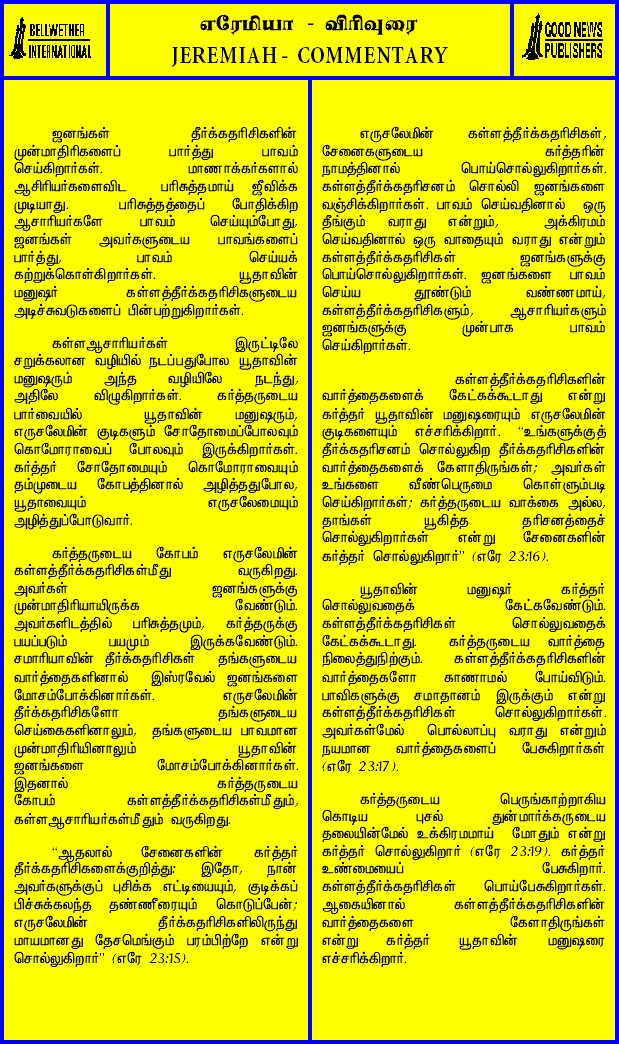 BELLWETHER
INTERNATIONAL
எரேமியா - விரிவுரை
JEREMIAH - COMMENTARY
GOOD NEWS
PUBLISHERS
ஜனங்கள் தீர்க்கதரிசிகளின்
முன்மாதிரிகளைப் பார்த்து பாவம்
செய்கிறார்கள். மாணாக்கர்களால்
ஆசிரியர்களைவிட பரிசுத்தமாய் ஜீவிக்க
முடியாது. பரிசுத்தத்தைப் போதிக்கிற
ஆசாரியர்களே பாவம் செய்யும்போது,
ஜனங்கள் அவர்களுடைய பாவங்களைப்
பார்த்து, பாவம் செய்யக்
கற்றுக்கொள்கிறார்கள். யூதாவின்
மனுஷர் கள்ளத்தீர்க்கதரிசிகளுடைய
அடிச்சுவடுகளைப் பின்பற்றுகிறார்கள்.
கள்ளஆசாரியர்கள் இருட்டிலே
சறுக்கலான வழியில் நடப்பதுபோல யூதாவின்
மனுஷரும் அந்த வழியிலே நடந்து,
அதிலே விழுகிறார்கள். கர்த்தருடைய
பார்வையில் யூதாவின் மனுஷரும்,
எருசலேமின் குடிகளும் சோதோமைப்போலவும்
கொமோராவைப் போலவும் இருக்கிறார்கள்.
கர்த்தர் சோதோமையும் கொமோராவையும்
தம்முடைய கோபத்தினால் அழித்ததுபோல,
யூதாவையும் எருசலேமையும்
அழித்துப்போடுவார்.
கர்த்தருடைய கோபம் எருசலேமின்
கள்ளத்தீர்க்கதரிசிகள்மீது வருகிறது.
அவர்கள் ஜனங்களுக்கு
முன்மாதிரியாயிருக்க வேண்டும்.
அவர்களிடத்தில் பரிசுத்தமும், கர்த்தருக்கு
பயப்படும் பயமும் இருக்கவேண்டும்.
சமாரியாவின் தீர்க்கதரிசிகள் தங்களுடைய
வார்த்தைகளினால் இஸ்ரவேல் ஜனங்களை
மோசம்போக்கினார்கள். எருசலேமின்
தீர்க்கதரிசிகளோ தங்களுடைய
செய்கைகளினாலும், தங்களுடைய பாவமான
முன்மாதிரியினாலும் யூதாவின்
ஜனங்களை மோசம்போக்கினார்கள்.
இதனால் கர்த்தருடைய
கோபம் கள்ளத்தீர்க்கதரிசிகள்மீதும்,
கள்ளஆசாரியர்கள்மீதும் வருகிறது.
“ஆதலால் சேனைகளின் கர்த்தர்
தீர்க்கதரிசிகளைக்குறித்து: இதோ, நான்
அவர்களுக்குப் புசிக்க எட்டியையும், குடிக்கப்
பிச்சுக்கலந்த தண்ணீரையும் கொடுப்பேன்;
எருசலேமின் தீர்க்கதரிசிகளிலிருந்து
மாயமானது தேசமெங்கும் பரம்பிற்றே என்று
சொல்லுகிறார்” (எரே 23:15).
எருசலேமின் கள்ளத்தீர்க்கதரிசிகள்,
சேனைகளுடைய கர்த்தரின்
நாமத்தினால் பொய்சொல்லுகிறார்கள்.
கள்ளத்தீர்க்கதரிசனம் சொல்லி ஜனங்களை
வஞ்சிக்கிறார்கள். பாவம் செய்வதினால் ஒரு
தீங்கும் வராது என்றும், அக்கிரமம்
செய்வதினால் ஒரு வாதையும் வராது என்றும்
கள்ளத்தீர்க்கதரிசிகள் ஜனங்களுக்கு
பொய்சொல்லுகிறார்கள். ஜனங்களை பாவம்
செய்ய தூண்டும் வண்ணமாய்,
கள்ளத்தீர்க்கதரிசிகளும், ஆசாரியர்களும்
ஜனங்களுக்கு முன்பாக பாவம்
செய்கிறார்கள்.
கள்ளத்தீர்க்கதரிசிகளின்
வார்த்தைகளை கேட்கக்கூடாது என்று
கர்த்தர் யூதாவின் மனுஷரையும் எருசலேமின்
குடிகளையும் எச்சரிக்கிறார். “உங்களுக்குத்
தீர்க்கதரிசனம் சொல்லுகிற தீர்க்கதரிசிகளின்
வார்த்தைகளைக் கேளாதிருங்கள்; அவர்கள்
உங்களை வீண்பெருமை கொள்ளும்படி
செய்கிறார்கள்; கர்த்தருடைய வாக்கை அல்ல,
தாங்கள் யூகித்த தரிசனத்தைச்
சொல்லுகிறார்கள் என்று சேனைகளின்
கர்த்தர் சொல்லுகிறார்” (எரே 23:16).
யூதாவின் மனுஷர் கர்த்தர்
சொல்லுவதைக் கேட்கவேண்டும்.
கள்ளத்தீர்க்கதரிசிகள் சொல்லுவதைக்
கேட்கக்கூடாது. கர்த்தருடைய வார்த்தை
நிலைத்துநிற்கும். கள்ளத்தீர்க்கதரிசிகளின்
வார்த்தைகளோ காணாமல் போய்விடும்.
பாவிகளுக்கு சமாதானம் இருக்கும் என்று
கள்ளத்தீர்க்கதரிசிகள் சொல்லுகிறார்கள்.
அவர்கள்மேல் பொல்லாப்பு வராது என்றும்
நயமான வார்த்தைகளைப் பேசுகிறார்கள்
(எரே 23:17).
கர்த்தருடைய பெருங்காற்றாகிய
கொடிய புசல் துன்மார்க்கருடைய
தலையின்மேல் உக்கிரமமாய் மோதும் என்று
கர்த்தர் சொல்லுகிறார் (எரே 23:19). கர்த்தர்
உண்மையைப் பேசுகிறார்.
கள்ளத்தீர்க்கதரிசிகள் பொய்பேசுகிறார்கள்.
ஆகையினால் கள்ளத்தீர்க்கதரிசிகளின்
வார்த்தைகளை கேளாதிருங்கள்
என்று கர்த்தர் யூதாவின் மனுஷரை
எச்சரிக்கிறார்.